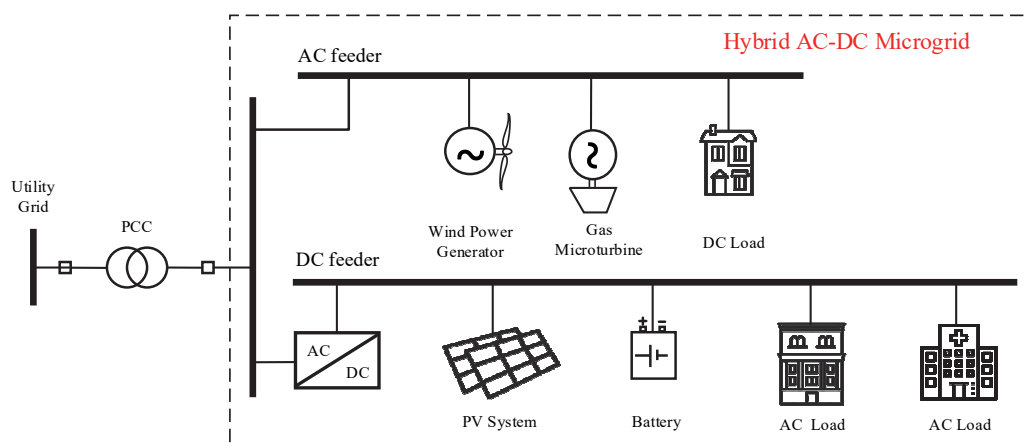 Hybrid AC-DC Microgrid
AC feeder
Utility
Grid
PCC
Wind Power
Generator
Gas
Microturbine
DC Load
DC feeder
AC
DC
PV System
Battery
AC Load
AC Load